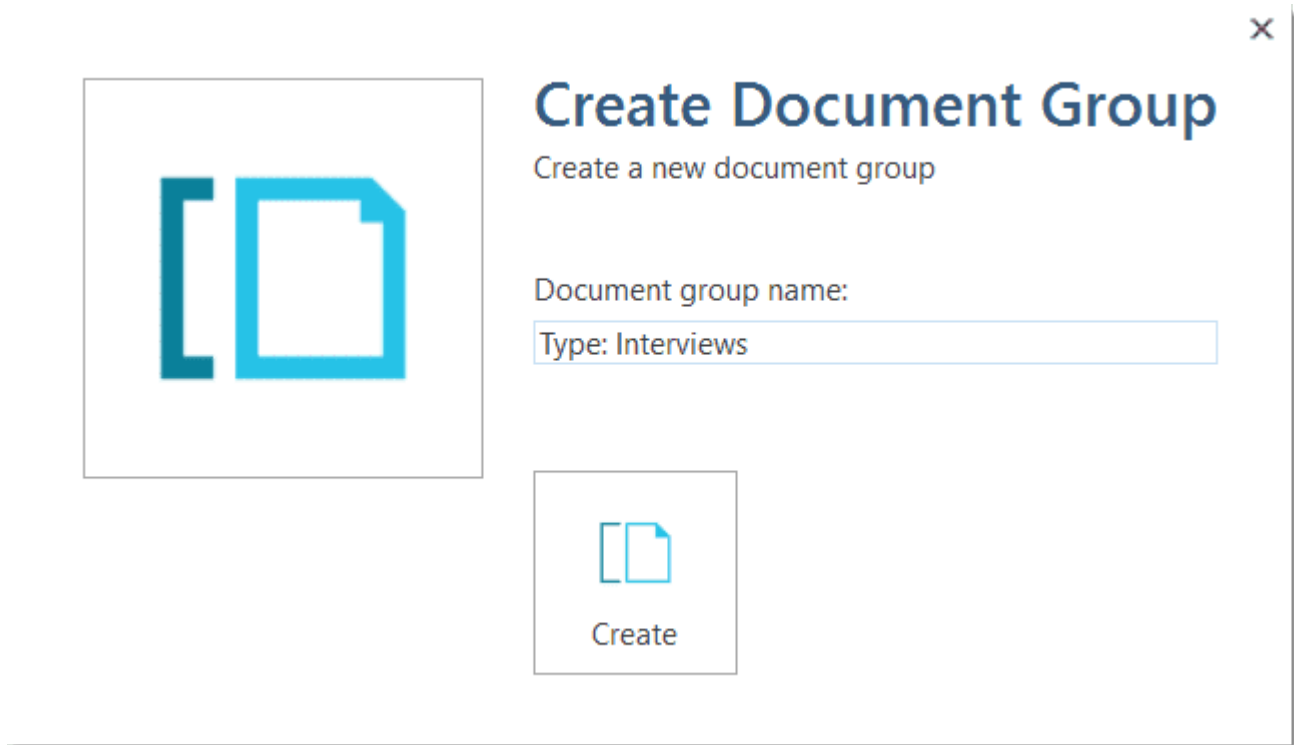 Create Document Group
Create a new document group
Document group name:
Type: Interviews
Create